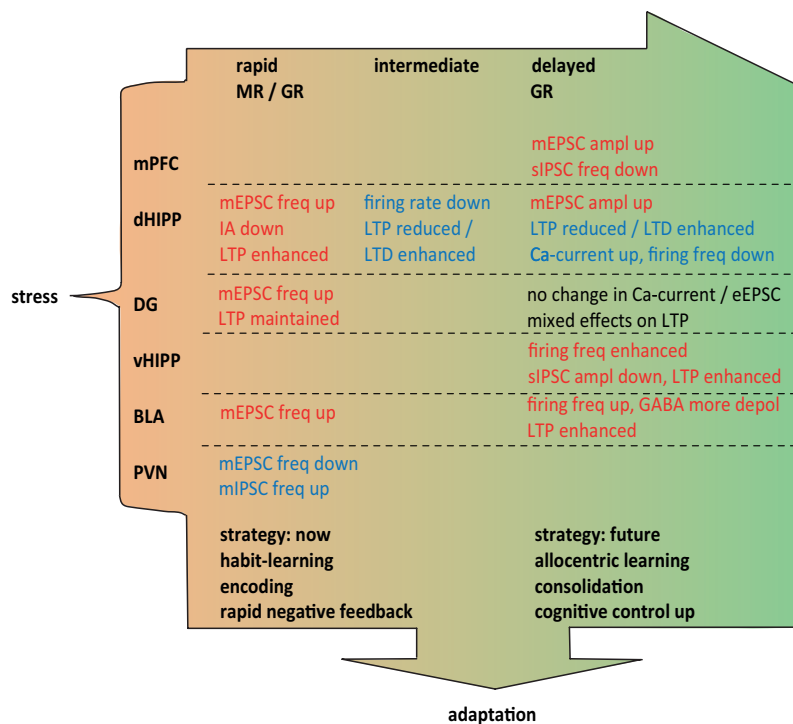 rapid intermediate delayed
MR / GR GR
mPFC
mEPSC ampl up
sIPSC freq down
dHIPP
mEPSC freq up firing rate down mEPSC ampl up
IA down LTP reduced / LTP reduced / LTD enhanced
LTP enhanced LTD enhanced Ca-current up, firing freq down
stress
DG
mEPSC freq up no change in Ca-current / eEPSC
LTP maintained mixed effects on LTP
vHIPP
firing freq enhanced
sIPSC ampl down, LTP enhanced
BLA
mEPSC freq up firing freq up, GABA more depol
LTP enhanced
PVN
mEPSC freq down
mIPSC freq up
strategy: now strategy: future
habit-learning allocentric learning
encoding consolidation
rapid negative feedback cognitive control up
adaptation